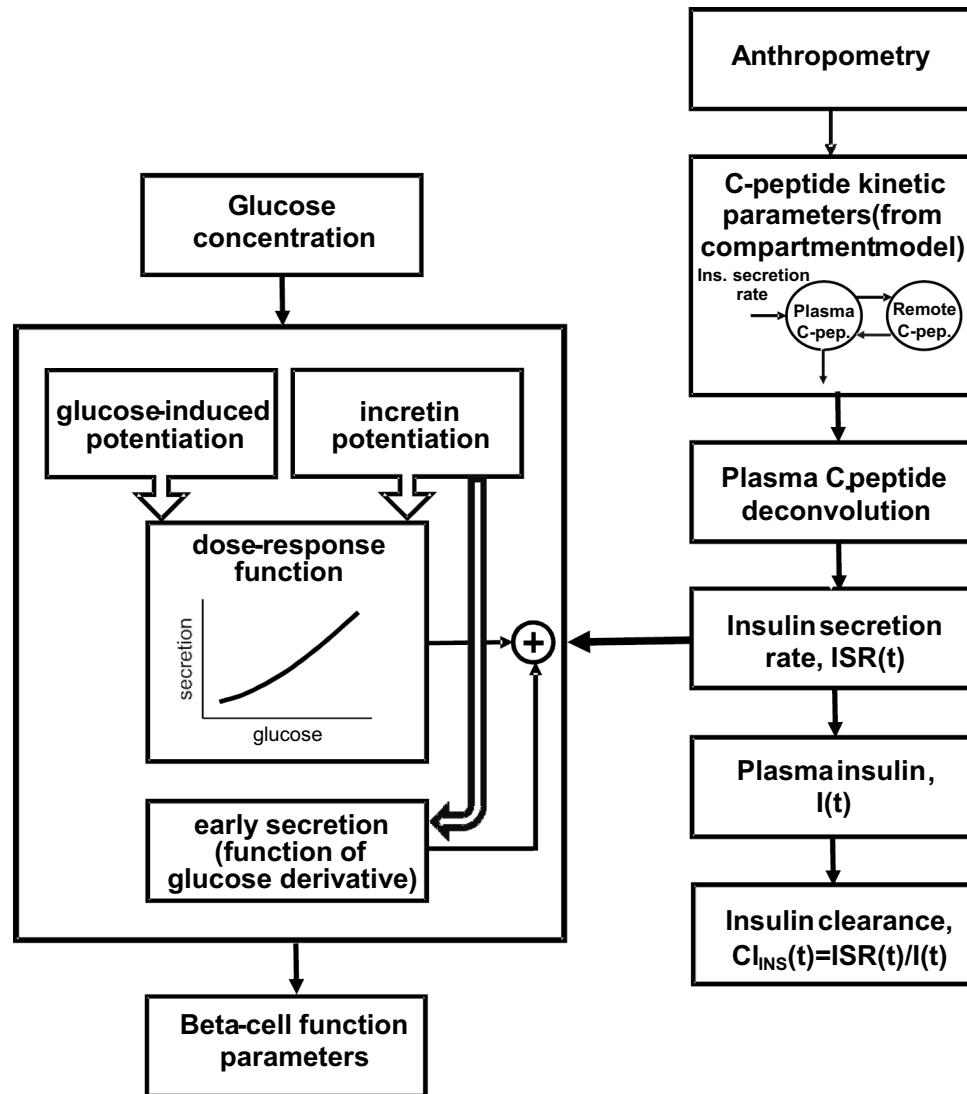 Anthropometry
C-peptide kinetic
parameters(from
compartmentmodel)
Ins. secretion
rate
Plasma
C-pep.
Remote
C-pep.
Plasma C-peptide
deconvolution
Insulin secretion
rate, ISR(t)
Plasma insulin,
I(t)
Insulin clearance,
Cl_INS(t)=ISR(t)/I(t)
Glucose
concentration
glucose-induced
potentiation
incretin
potentiation
dose-response
function
secretion
glucose
+
early secretion
(function of
glucose derivative)
Beta-cell function
parameters